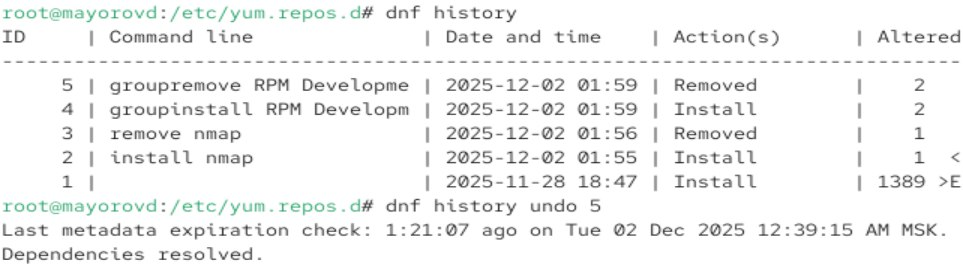 root@mayorovd:/etc/yum.repos.d# dnf history
ID     | Command line             | Date and time    | Action(s)      | Altered
--------------------------------------------------------------------------------
     5 | groupremove RPM Developme | 2025-12-02 01:59 | Removed        |    2
     4 | groupinstall RPM Developm | 2025-12-02 01:59 | Install        |    2
     3 | remove nmap              | 2025-12-02 01:56 | Removed        |    1
     2 | install nmap             | 2025-12-02 01:55 | Install        |    1  <
     1 |                          | 2025-11-28 18:47 | Install        | 1389 >E
root@mayorovd:/etc/yum.repos.d# dnf history undo 5
Last metadata expiration check: 1:21:07 ago on Tue 02 Dec 2025 12:39:15 AM MSK.
Dependencies resolved.